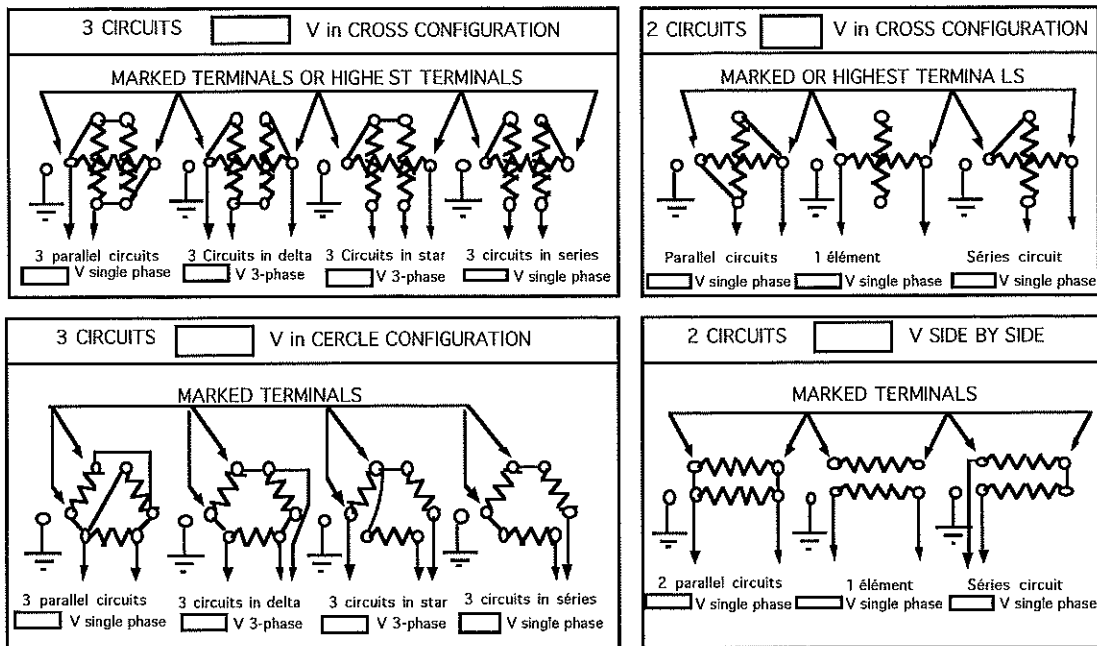 3 CIRCUITS V in CROSS CONFIGURATION
MARKED TERMINALS OR HIGHEST TERMINALS
3 parallel circuits 3 Circuits in delta 3 Circuits in star 3 circuits in series
V single phase V 3-phase V 3-phase V single phase
2 CIRCUITS V in CROSS CONFIGURATION
MARKED OR HIGHEST TERMINALS
Parallel circuits 1 élément Séries circuit
V single phase V single phase V single phase
3 CIRCUITS V in CERCLE CONFIGURATION
MARKED TERMINALS
3 parallel circuits 3 circuits in delta 3 circuits in star 3 circuits in séries
V single phase V 3-phase V 3-phase V single phase
2 CIRCUITS V SIDE BY SIDE
MARKED TERMINALS
2 parallel circuits 1 élément Séries circuit
V single phase V single phase V single phase